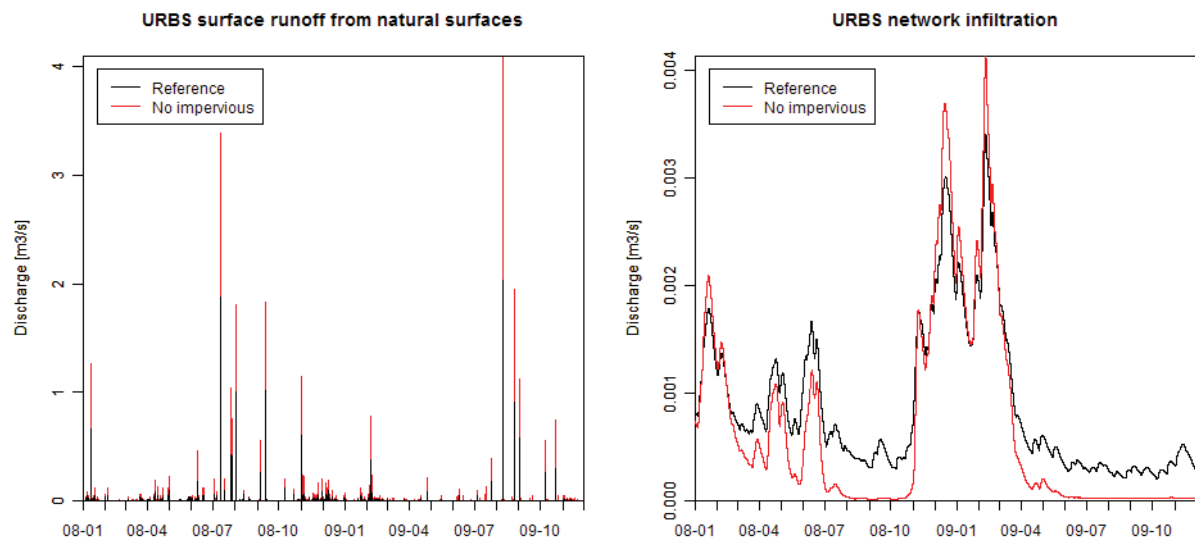 URBS surface runoff from natural surfaces
Discharge [m3/s]
4
3
2
1
0
Reference
No impervious
08-01 08-04 08-07 08-10 09-01 09-04 09-07 09-10
URBS network infiltration
Discharge [m3/s]
0.004
0.003
0.002
0.001
0.000
Reference
No impervious
08-01 08-04 08-07 08-10 09-01 09-04 09-07 09-10